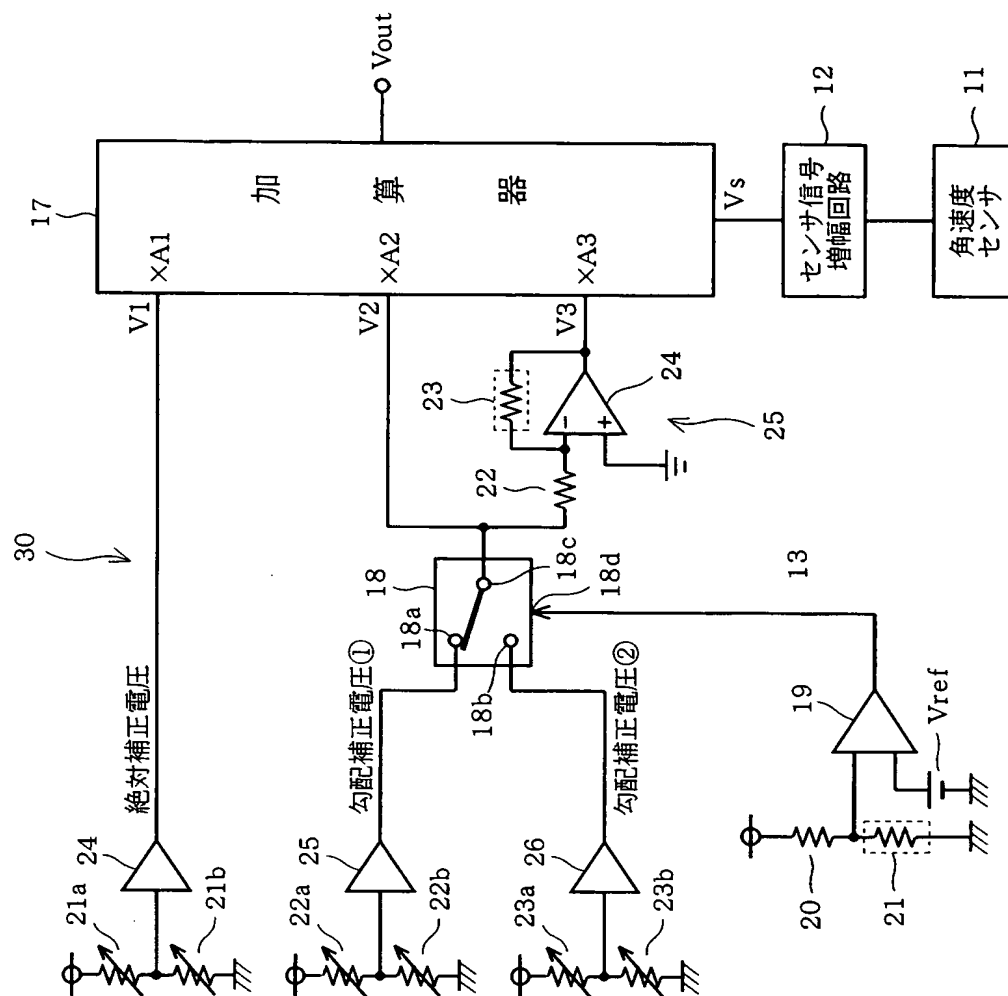 30
17
V1
×A1
加算器
Vout
V2
×A2
V3
×A3
Vs
12
センサ信号
増幅回路
11
角速度
センサ
絶対補正電圧
24
21a
21b
勾配補正電圧①
25
22a
22b
勾配補正電圧②
26
23a
23b
18
18a
18b
18c
18d
22
23
-
+
24
25
13
19
Vref
20
21